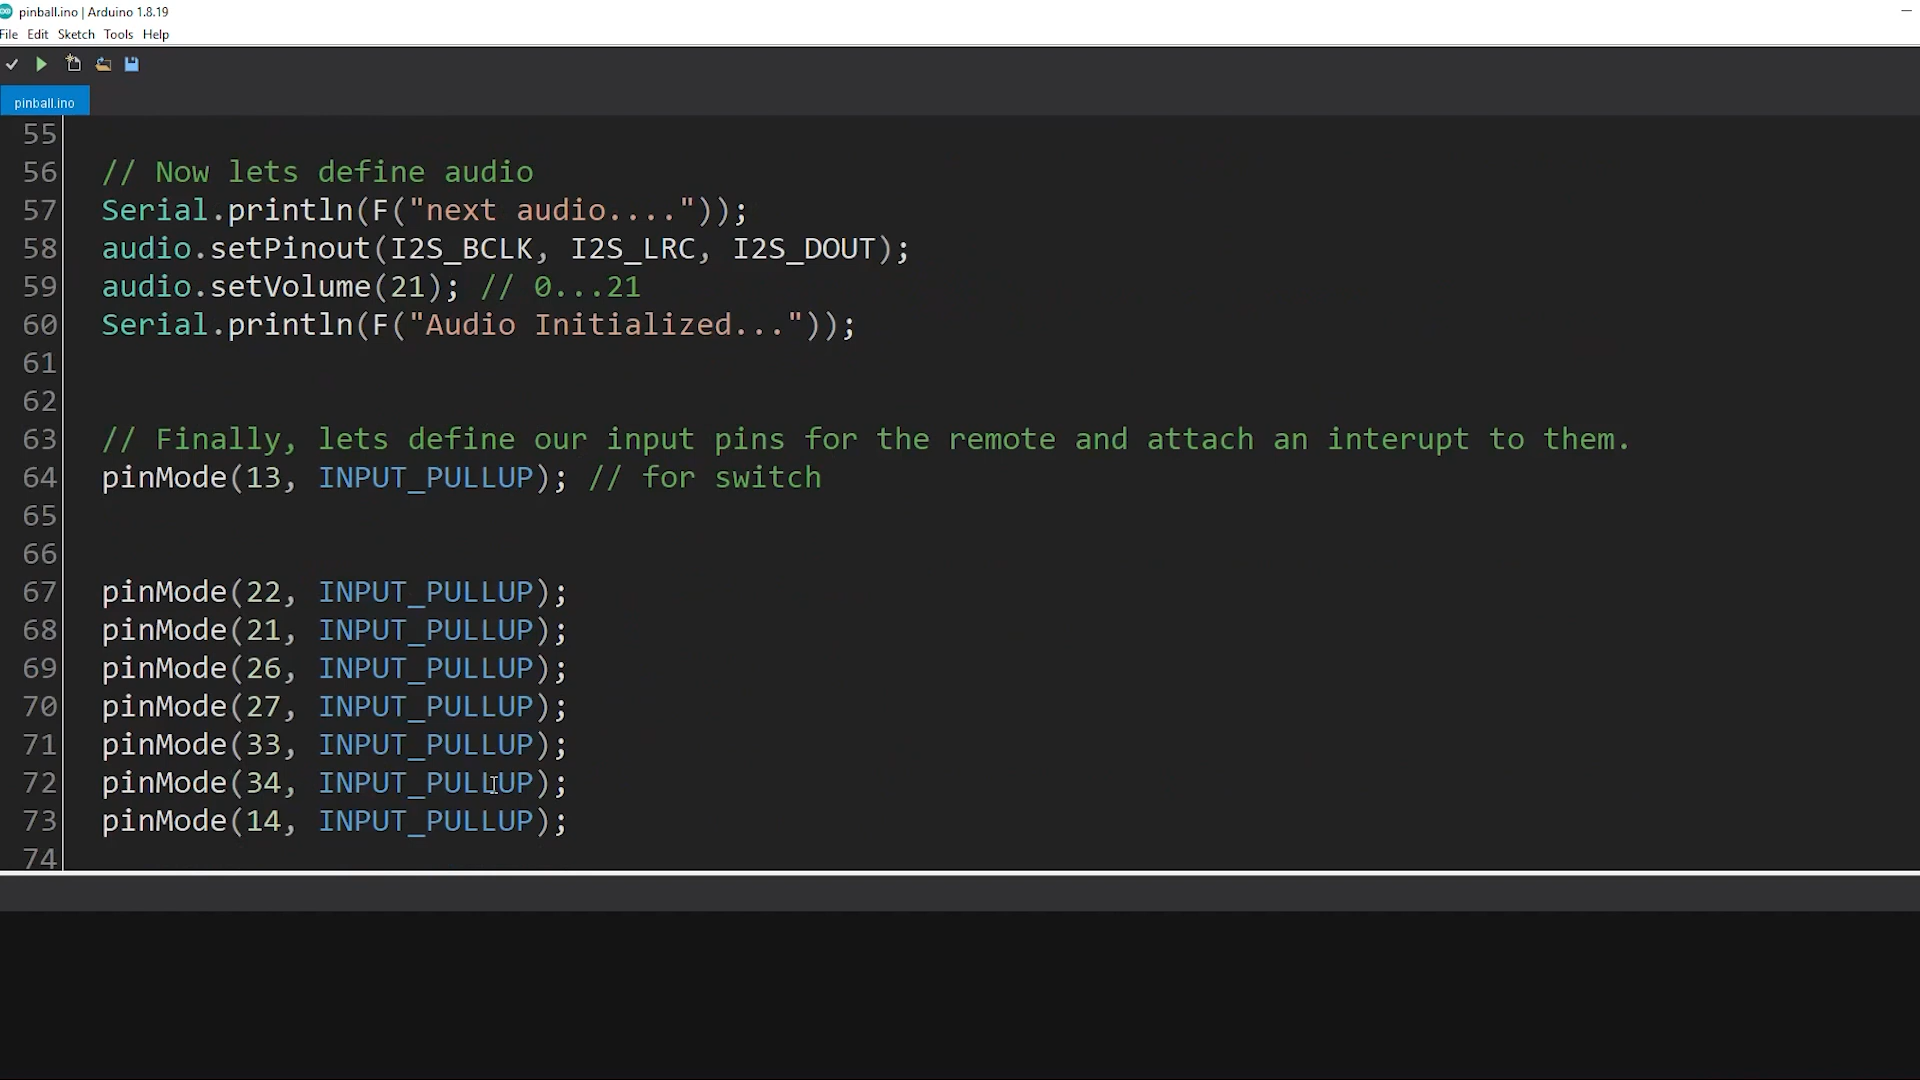 pinball.ino | Arduino 1.8.19
File Edit Sketch Tools Help
pinball.ino
55
56 // Now lets define audio
57 Serial.println(F("next audio...."));
58 audio.setPinout(I2S_BCLK, I2S_LRC, I2S_DOUT);
59 audio.setVolume(21); // 0...21
60 Serial.println(F("Audio Initialized..."));
61
62
63 // Finally, lets define our input pins for the remote and attach an interupt to them.
64 pinMode(13, INPUT_PULLUP); // for switch
65
66
67 pinMode(22, INPUT_PULLUP);
68 pinMode(21, INPUT_PULLUP);
69 pinMode(26, INPUT_PULLUP);
70 pinMode(27, INPUT_PULLUP);
71 pinMode(33, INPUT_PULLUP);
72 pinMode(34, INPUT_PULLUP);
73 pinMode(14, INPUT_PULLUP);
74